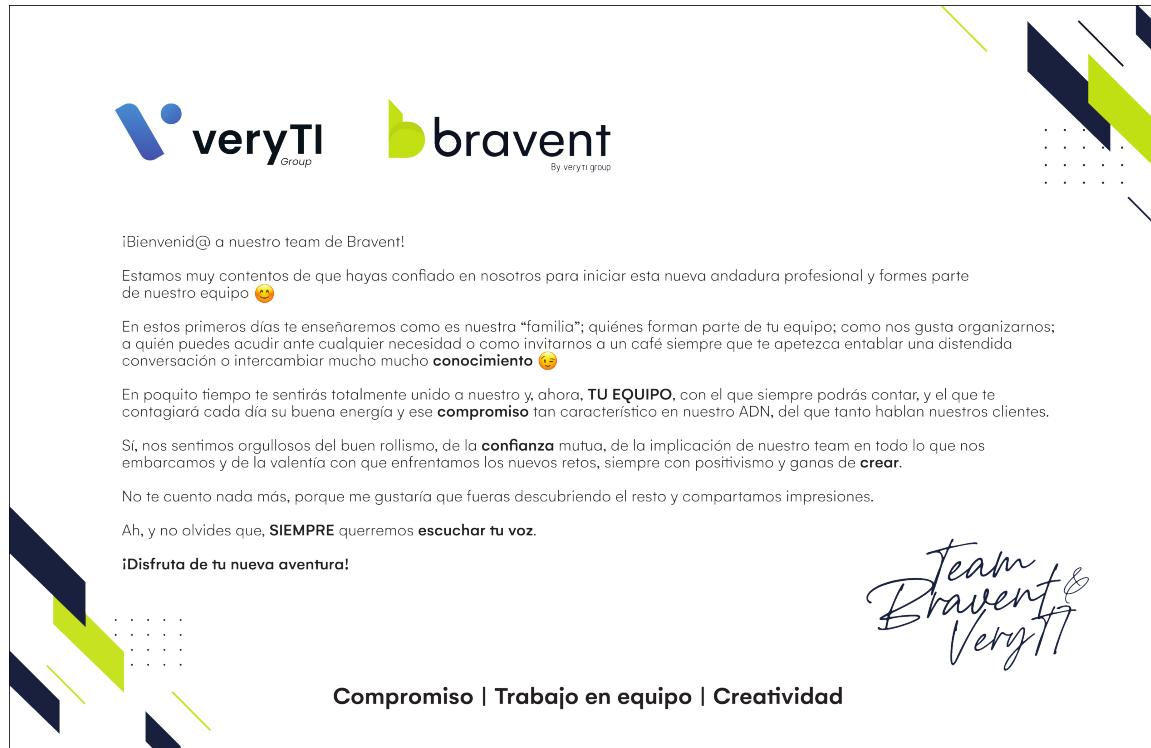 veryTI
Group
bravent
By veryTI group
¡Bienvenid@ a nuestro team de Bravent!
Estamos muy contentos de que hayas confiado en nosotros para iniciar esta nueva andadura profesional y formes parte
de nuestro equipo 😊
En estos primeros días te enseñaremos como es nuestra “familia”; quiénes forman parte de tu equipo; como nos gusta organizarnos;
a quién puedes acudir ante cualquier necesidad o como invitarnos a un café siempre que te apetezca entablar una distendida
conversación o intercambiar mucho mucho conocimiento 😉
En poquito tiempo te sentirás totalmente unido a nuestro y, ahora, TU EQUIPO, con el que siempre podrás contar, y el que te
contagiará cada día su buena energía y ese compromiso tan característico en nuestro ADN, del que tanto hablan nuestros clientes.
Sí, nos sentimos orgullosos del buen rollismo, de la confianza mutua, de la implicación de nuestro team en todo lo que nos
embarcamos y de la valentía con que enfrentamos los nuevos retos, siempre con positivismo y ganas de crear.
No te cuento nada más, porque me gustaría que fueras descubriendo el resto y compartamos impresiones.
Ah, y no olvides que, SIEMPRE querremos escuchar tu voz.
¡Disfruta de tu nueva aventura!
Team
Bravent &
VeryTI
Compromiso | Trabajo en equipo | Creatividad